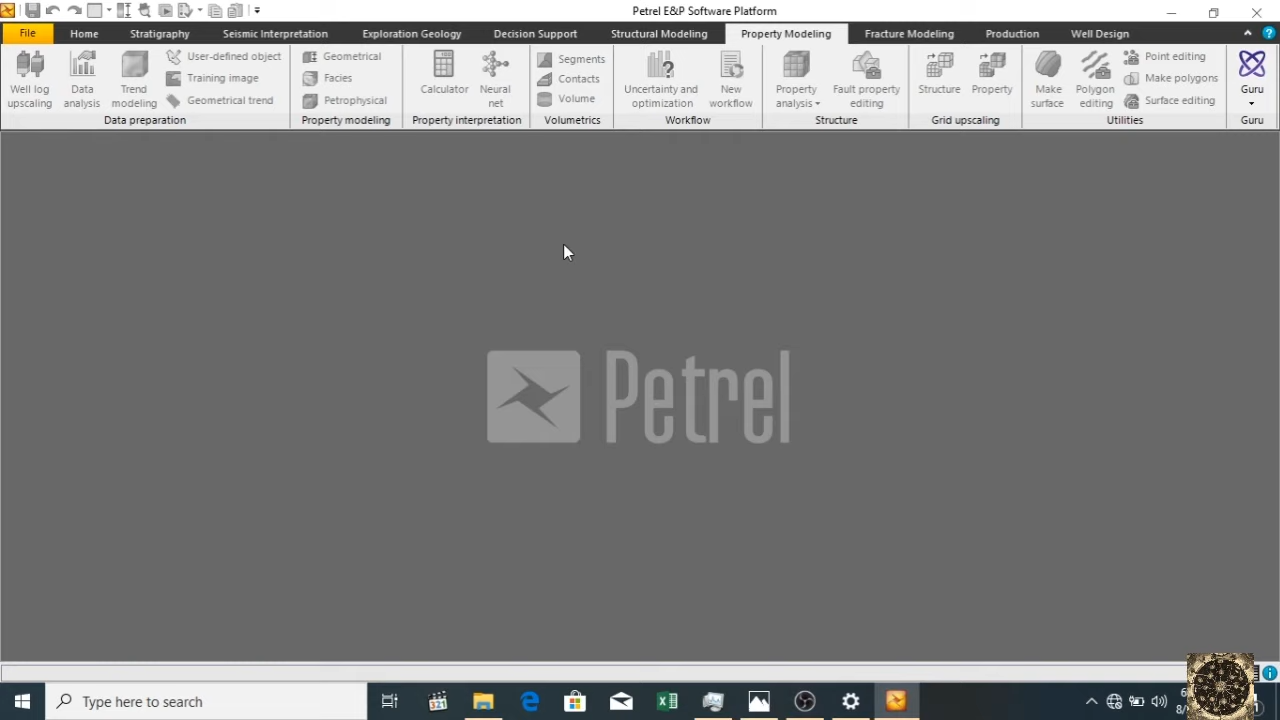 Petrel E&P Software Platform
File Home Stratigraphy Seismic Interpretation Exploration Geology Decision Support Structural Modeling Property Modeling Fracture Modeling Production Well Design
Well log upscaling
Data analysis
Trend modeling
User-defined object
Training image
Geometrical trend
Data preparation
Geometrical
Facies
Petrophysical
Property modeling
Calculator
Neural net
Property interpretation
Segments
Contacts
Volume
Volumetrics
Uncertainty and optimization
New workflow
Workflow
Property analysis
Fault property editing
Structure
Structure
Property
Grid upscaling
Make surface
Polygon editing
Point editing
Make polygons
Surface editing
Utilities
Guru
Guru
Petrel
Type here to search
321